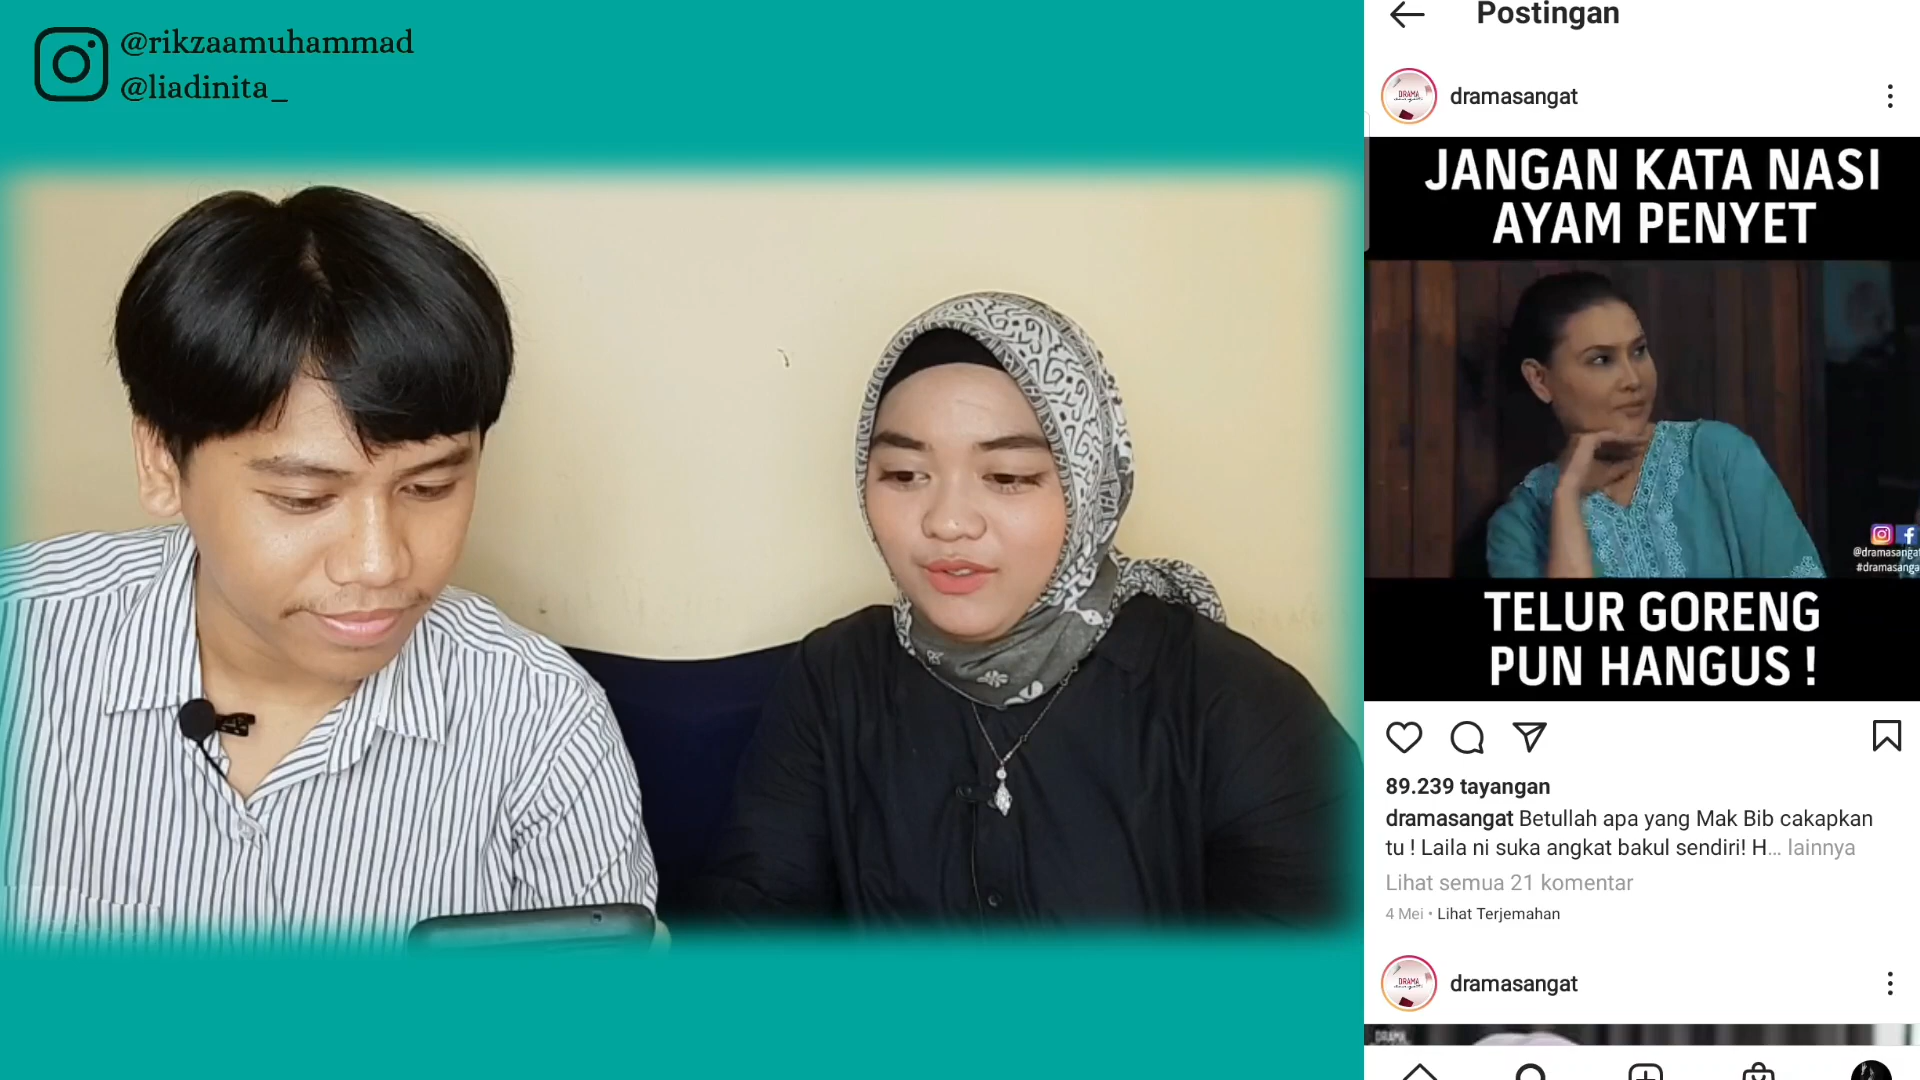 @rikzaamuhammad
@liadinita_
Postingan
dramasangat
JANGAN KATA NASI
AYAM PENYET
@dramasangat
#dramasanga
TELUR GORENG
PUN HANGUS !
89.239 tayangan
dramasangat Betullah apa yang Mak Bib cakapkan
tu ! Laila ni suka angkat bakul sendiri! H... lainnya
Lihat semua 21 komentar
4 Mei • Lihat Terjemahan
dramasangat
DRAMA